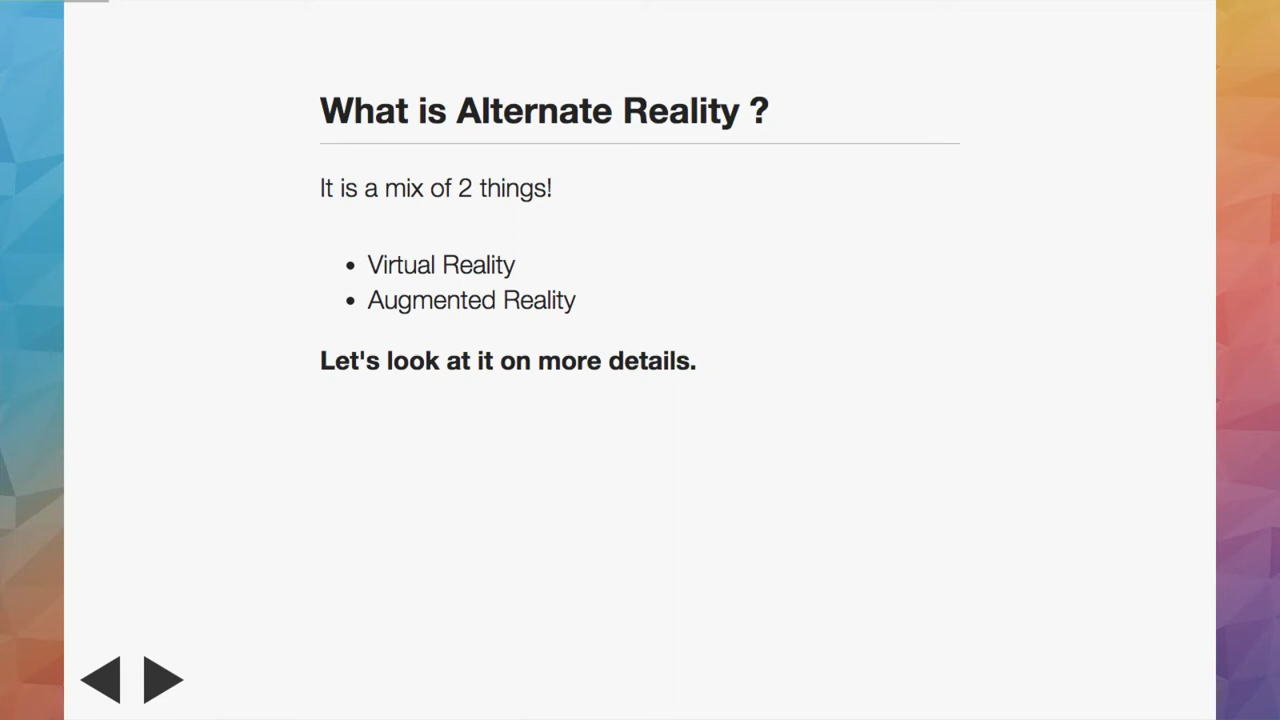 What is Alternate Reality ?
It is a mix of 2 things!
• Virtual Reality
• Augmented Reality
Let's look at it on more details.